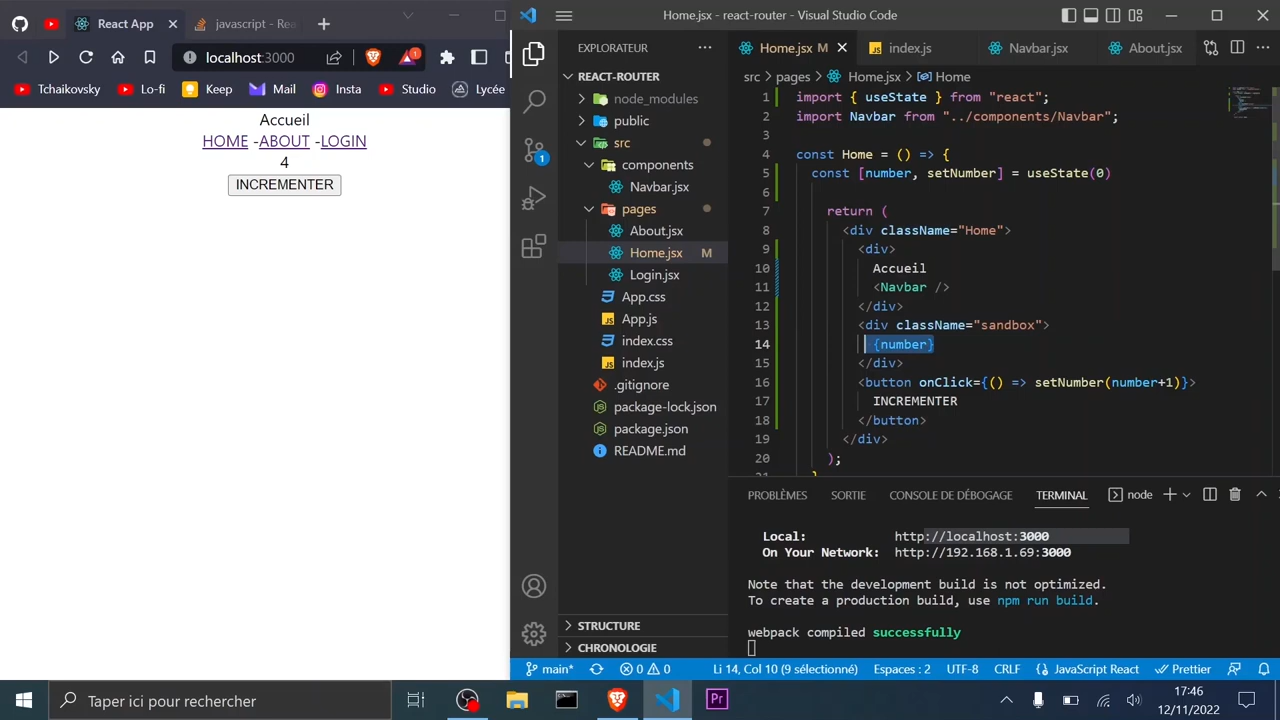 React App
javascript - Rea
localhost:3000
1
Tchaikovsky
Lo-fi
Keep
Mail
Insta
Studio
Lycée
Accueil
HOME -ABOUT -LOGIN
4
INCREMENTER
Home.jsx - react-router - Visual Studio Code
EXPLORATEUR
REACT-ROUTER
node_modules
public
src
components
Navbar.jsx
pages
About.jsx
Home.jsx M
Login.jsx
App.css
App.js
index.css
index.js
.gitignore
package-lock.json
package.json
README.md
STRUCTURE
CHRONOLOGIE
1
Home.jsx M
index.js
Navbar.jsx
About.jsx
src > pages > Home.jsx > Home
1 import { useState } from "react";
2 import Navbar from "../components/Navbar";
3
4 const Home = () => {
5 const [number, setNumber] = useState(0)
6
7 return (
8 <div className="Home">
9 <div>
10 Accueil
11 <Navbar />
12 </div>
13 <div className="sandbox">
14 {number}
15 </div>
16 <button onClick={() => setNumber(number+1)}>
17 INCREMENTER
18 </button>
19 </div>
20 );
PROBLÈMES
SORTIE
CONSOLE DE DÉBOGAGE
TERMINAL
node
Local: http://localhost:3000
On Your Network: http://192.168.1.69:3000
Note that the development build is not optimized.
To create a production build, use npm run build.
webpack compiled successfully
main*
0 0
Li 14, Col 10 (9 sélectionné)
Espaces : 2
UTF-8
CRLF
JavaScript React
Prettier
Taper ici pour rechercher
Pr
17:46
12/11/2022